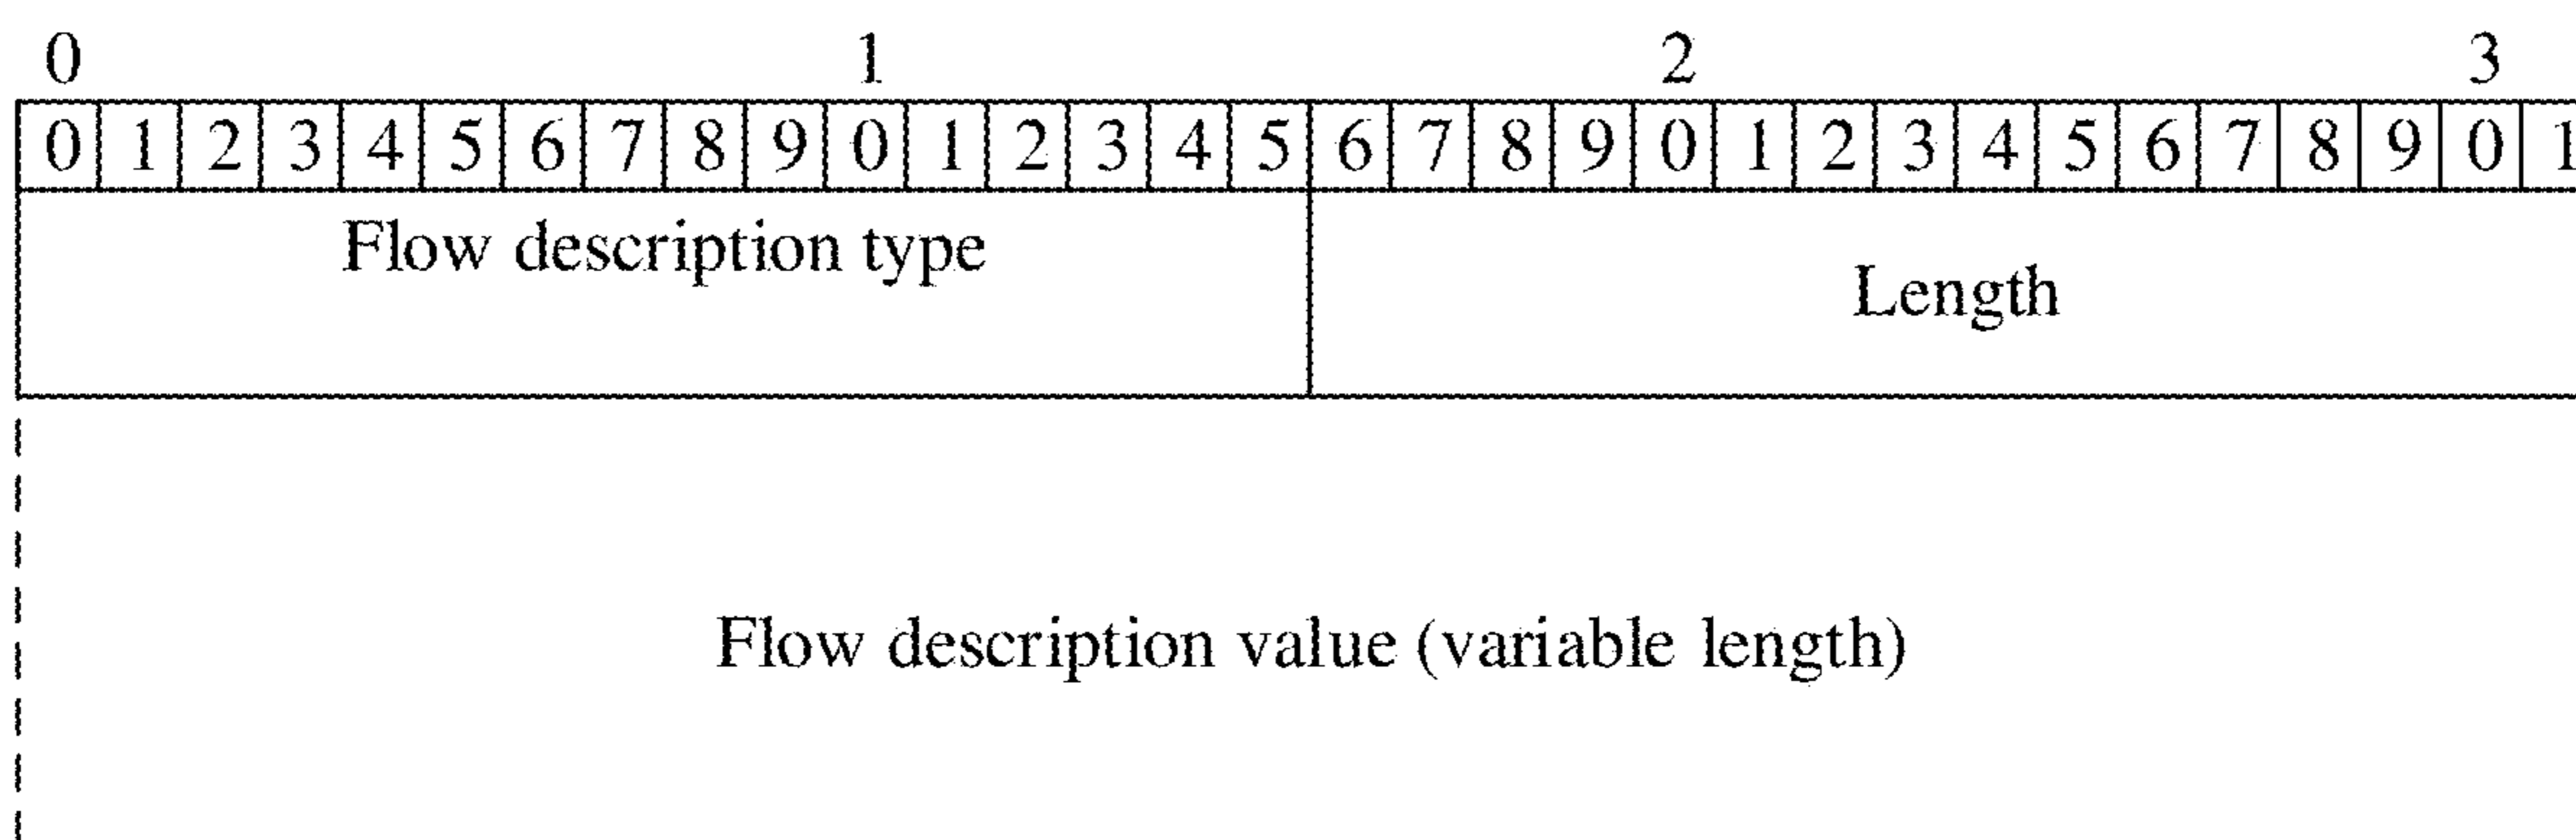 0 1 2 3
0 1 2 3 4 5 6 7 8 9 0 1 2 3 4 5 6 7 8 9 0 1 2 3 4 5 6 7 8 9 0 1
Flow description type
Length
Flow description value (variable length)